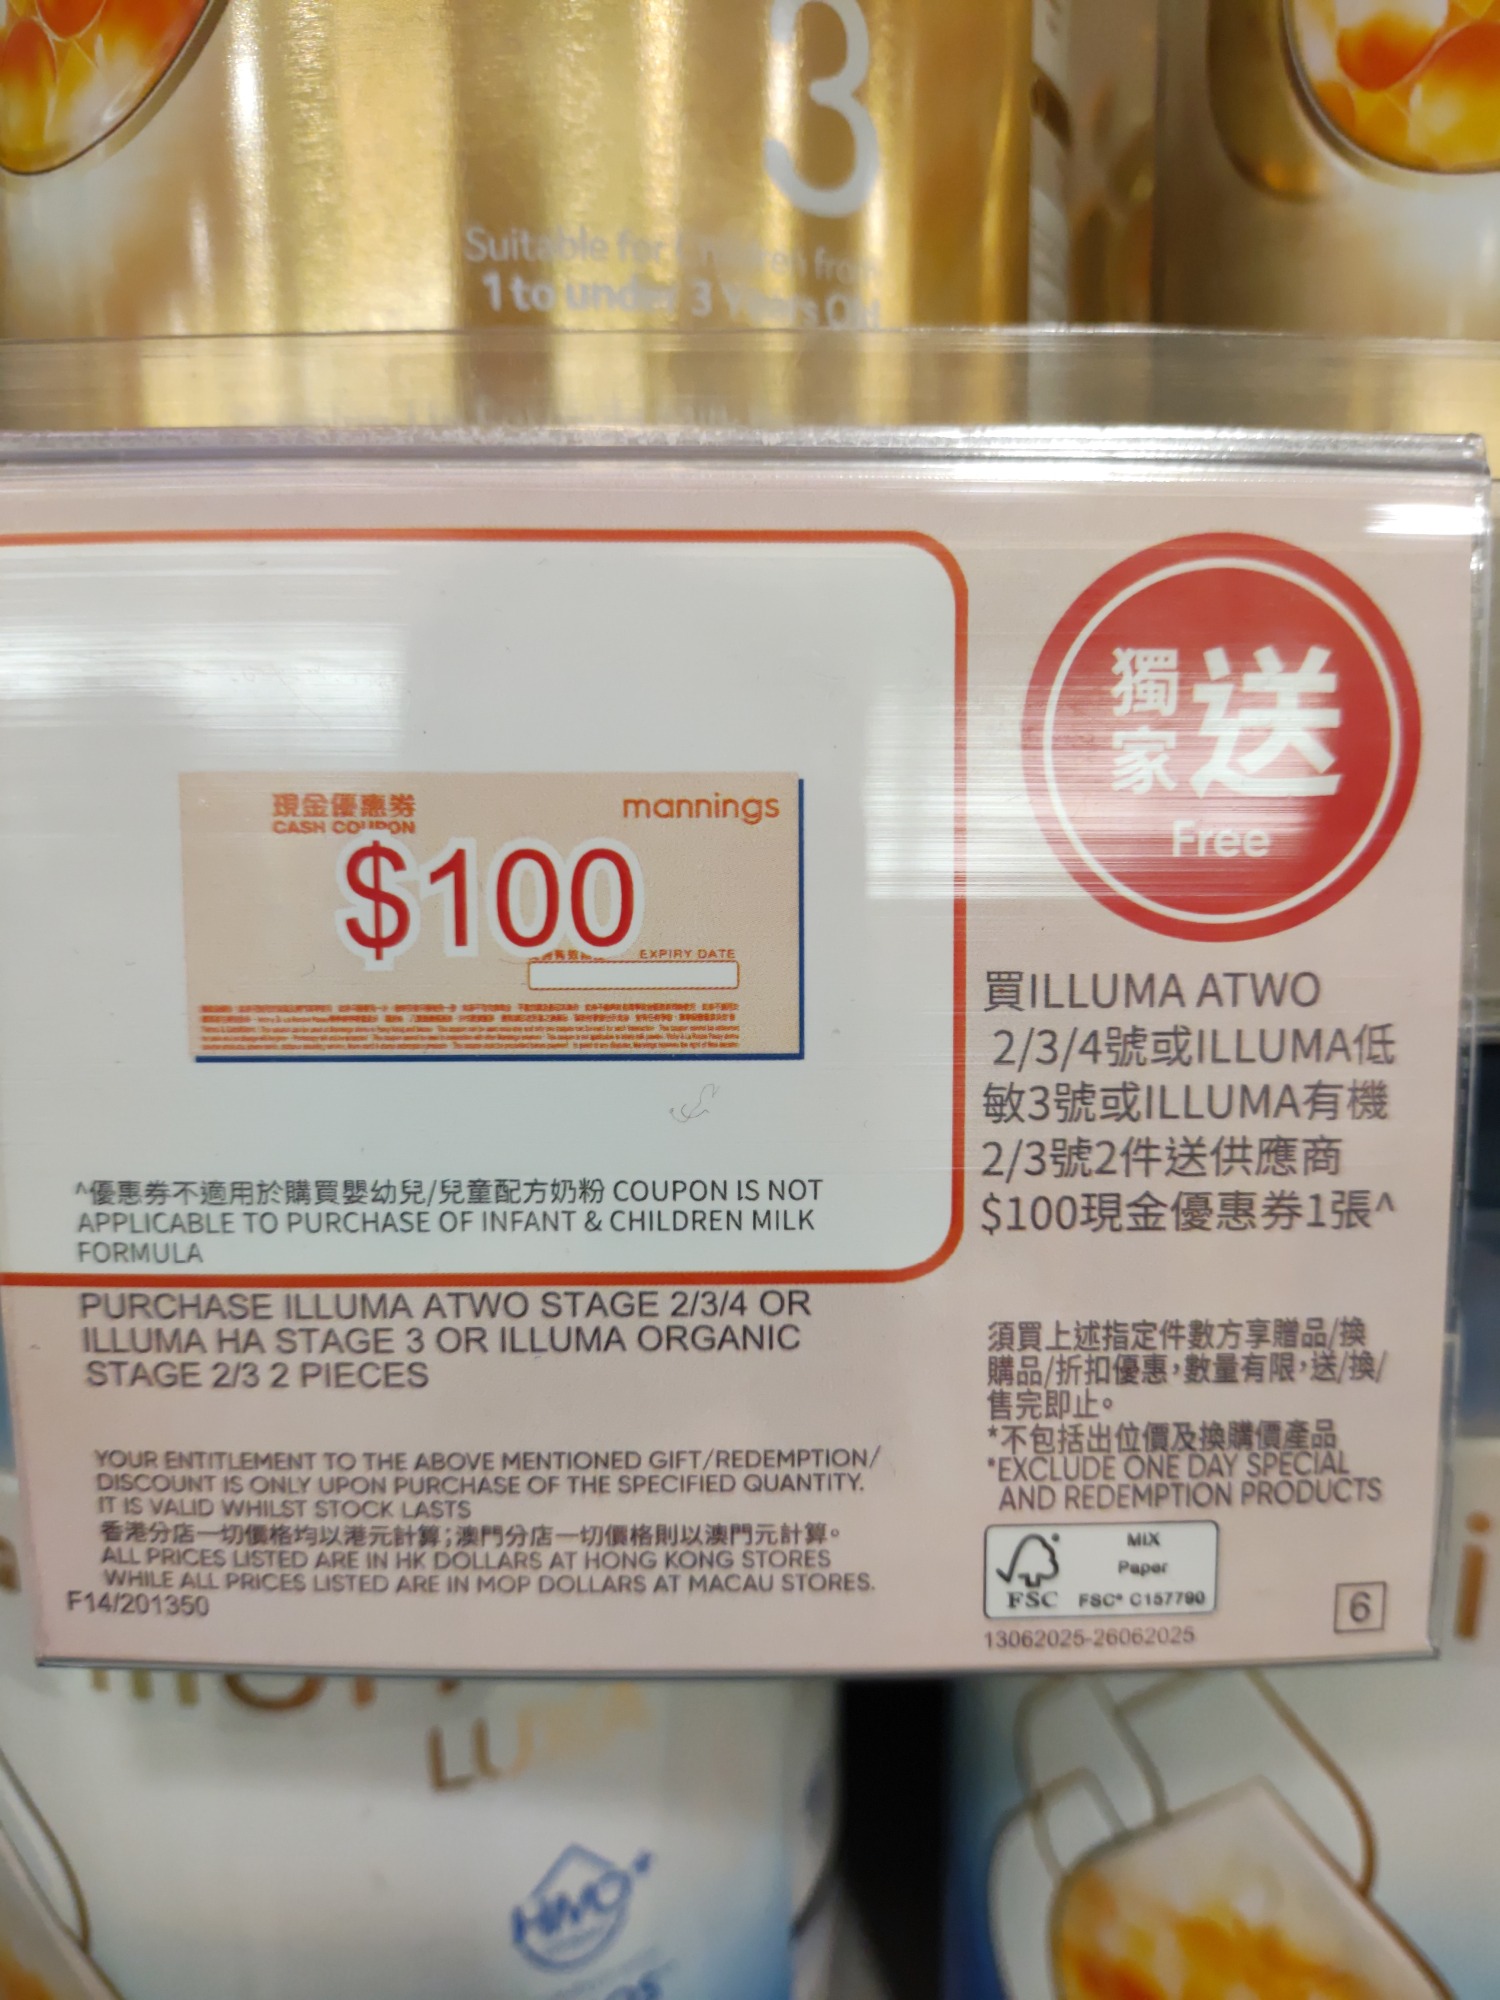 3
Suitable for Children from
1 to under 3 Years Old
現金優惠券
CASH COUPON
mannings
$100
EXPIRY DATE
獨家
送
Free
買ILLUMA ATWO
2/3/4號或ILLUMA低
敏3號或ILLUMA有機
2/3號2件送供應商
$100現金優惠券1張^
^優惠券不適用於購買嬰幼兒/兒童配方奶粉 COUPON IS NOT
APPLICABLE TO PURCHASE OF INFANT & CHILDREN MILK
FORMULA
PURCHASE ILLUMA ATWO STAGE 2/3/4 OR
ILLUMA HA STAGE 3 OR ILLUMA ORGANIC
STAGE 2/3 2 PIECES
須買上述指定件數方享贈品/換
購品/折扣優惠，數量有限，送/換/
售完即止。
*不包括出位價及換購價產品
*EXCLUDE ONE DAY SPECIAL
AND REDEMPTION PRODUCTS
YOUR ENTITLEMENT TO THE ABOVE MENTIONED GIFT/REDEMPTION/
DISCOUNT IS ONLY UPON PURCHASE OF THE SPECIFIED QUANTITY.
IT IS VALID WHILST STOCK LASTS
香港分店一切價格均以港元計算；澳門分店一切價格則以澳門元計算。
ALL PRICES LISTED ARE IN HK DOLLARS AT HONG KONG STORES
WHILE ALL PRICES LISTED ARE IN MOP DOLLARS AT MACAU STORES.
F14/201350
FSC
MIX
Paper
FSC® C157790
6
13062025-26062025
HMO*